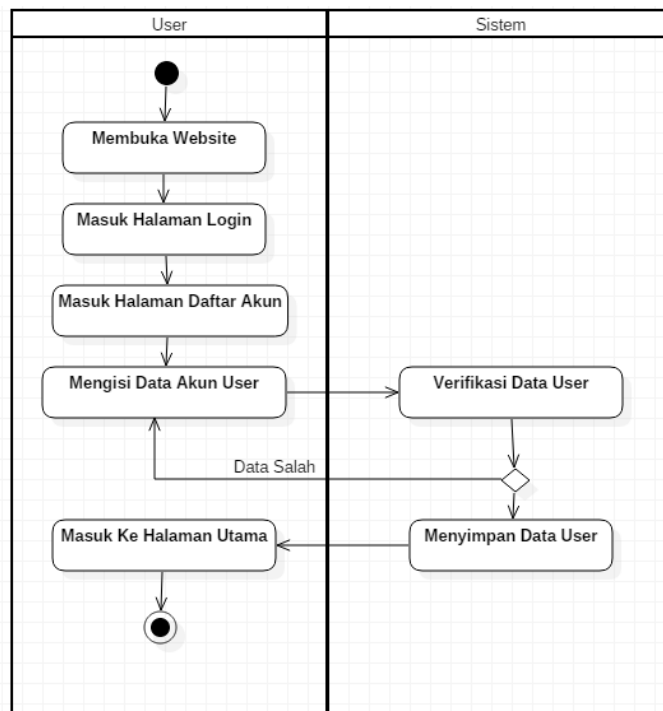 User
Sistem
Membuka Website
Masuk Halaman Login
Masuk Halaman Daftar Akun
Mengisi Data Akun User
Verifikasi Data User
Data Salah
Masuk Ke Halaman Utama
Menyimpan Data User